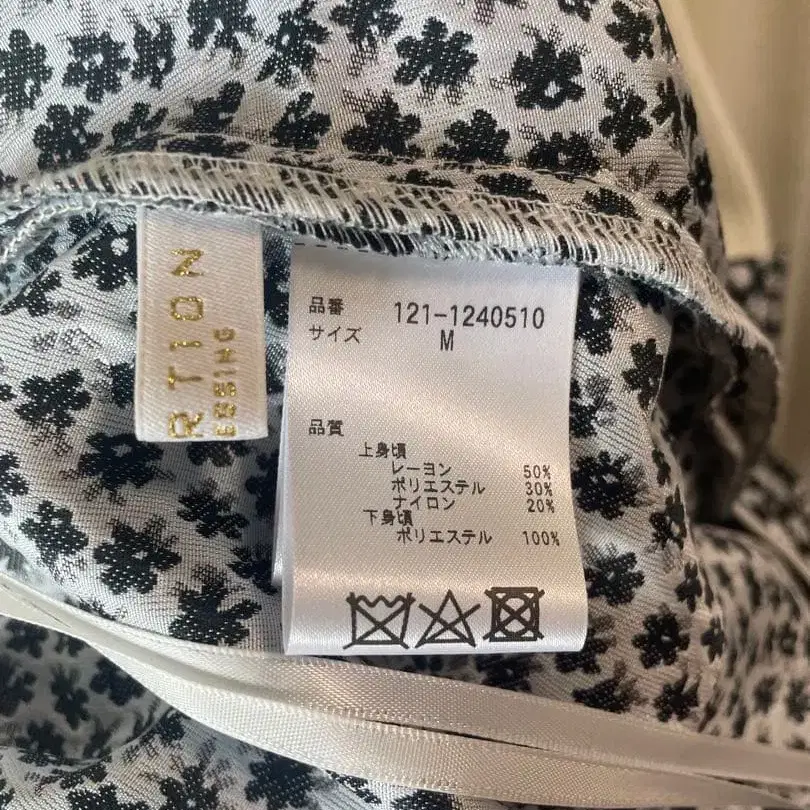 RTION
品番 121-1240510
サイズ M
品質
上身頃
レーヨン 50%
ポリエステル 30%
ナイロン 20%
下身頃
ポリエステル 100%